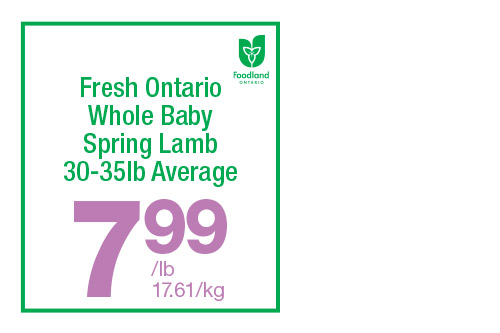 Foodland
ONTARIO
Fresh Ontario
Whole Baby
Spring Lamb
30-35lb Average
7 99
/lb
17.61/kg